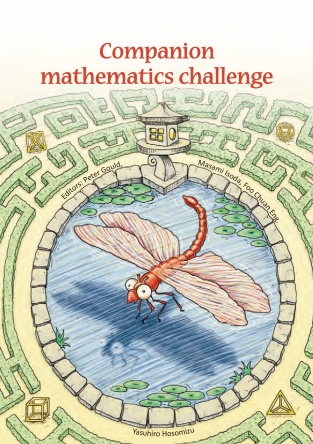 Companion
mathematics challenge
Editors: Peter Gould,
Masami Isoda, Foo Chuan Eng
Yasuhiro Hosomizu